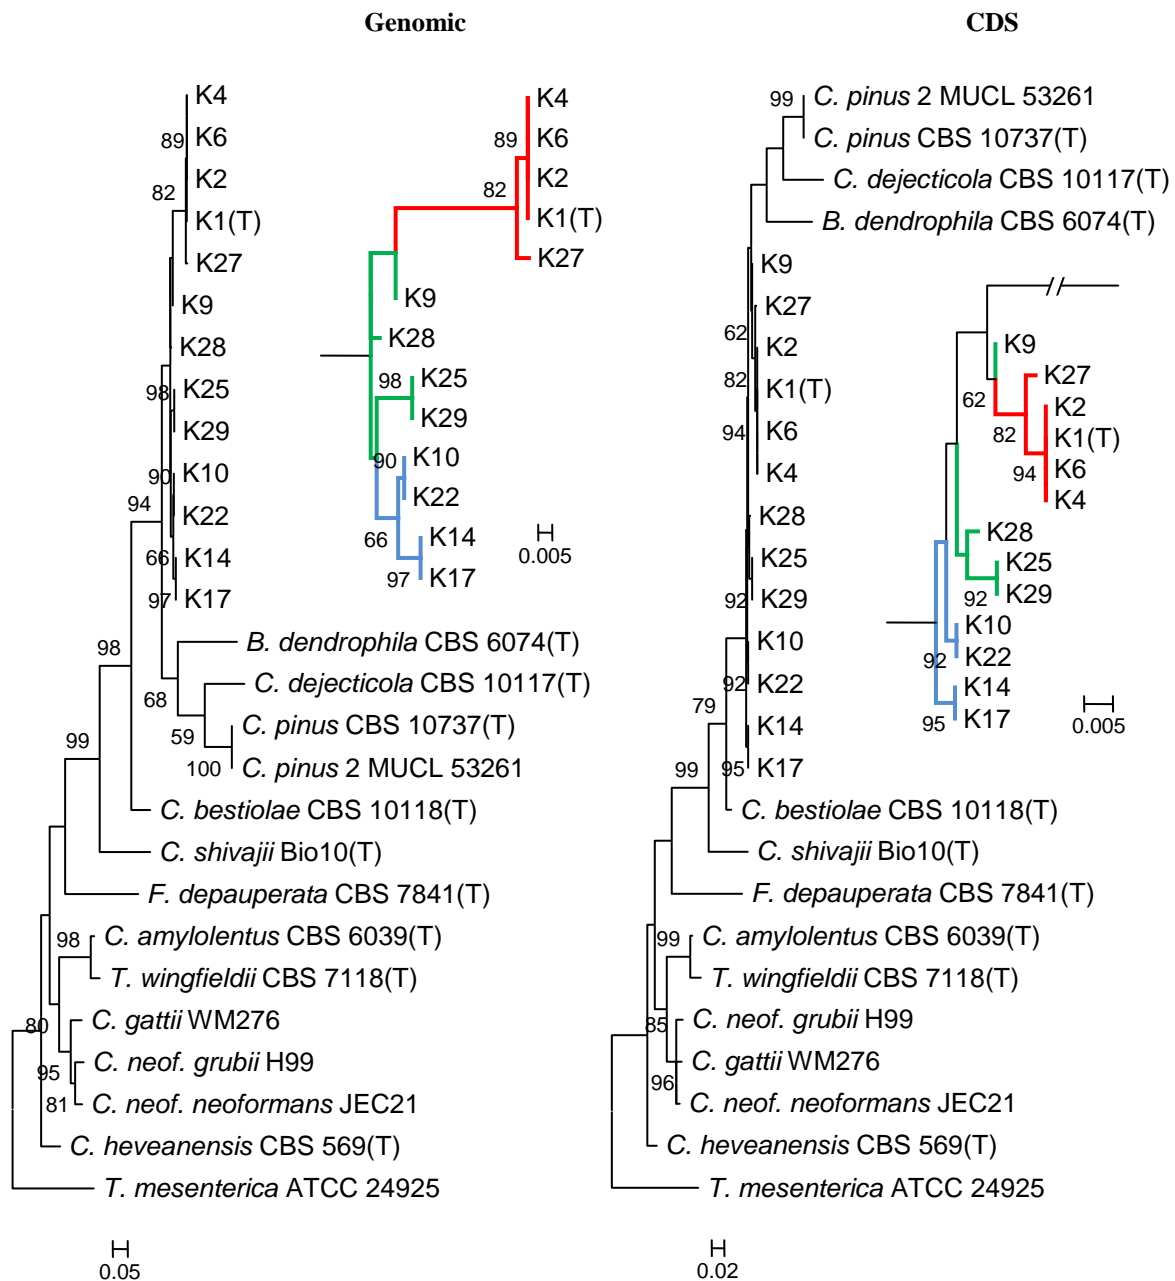 Genomic
K4
89
K6
K2
82
K1(T)
K27
K9
K28
98
K25
K29
90
K10
94
K22
66
K14
97
K17
98
B. dendrophila CBS 6074(T)
C. dejecticola CBS 10117(T)
68
C. pinus CBS 10737(T)
59
99
100
C. pinus 2 MUCL 53261
C. bestiolae CBS 10118(T)
C. shivajii Bio10(T)
F. depauperata CBS 7841(T)
98
C. amylolentus CBS 6039(T)
T. wingfieldii CBS 7118(T)
80
C. gattii WM276
C. neof. grubii H99
95
81
C. neof. neoformans JEC21
C. heveanensis CBS 569(T)
T. mesenterica ATCC 24925
0.05
K4
89
K6
K2
82
K1(T)
K27
K9
K28
98
K25
K29
90
K10
K22
66
K14
97
K17
0.005
CDS
99
C. pinus 2 MUCL 53261
C. pinus CBS 10737(T)
C. dejecticola CBS 10117(T)
B. dendrophila CBS 6074(T)
K9
K27
62
K2
82
K1(T)
94
K6
K4
K28
K25
92
K29
K10
92
K22
79
K14
99
95
K17
C. bestiolae CBS 10118(T)
C. shivajii Bio10(T)
F. depauperata CBS 7841(T)
99
C. amylolentus CBS 6039(T)
T. wingfieldii CBS 7118(T)
85
C. neof. grubii H99
C. gattii WM276
96
C. neof. neoformans JEC21
C. heveanensis CBS 569(T)
T. mesenterica ATCC 24925
0.02
K9
K27
62
K2
82
K1(T)
94
K6
K4
K28
K25
92
K29
K10
92
K22
K14
95
K17
0.005